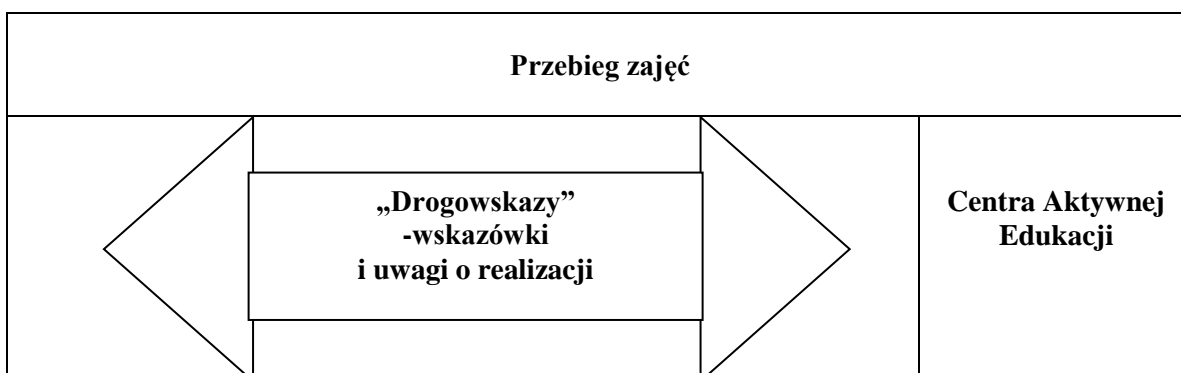 Przebieg zajęć
„Drogowskazy”
-wskazówki
i uwagi o realizacji
Centra Aktywnej
Edukacji